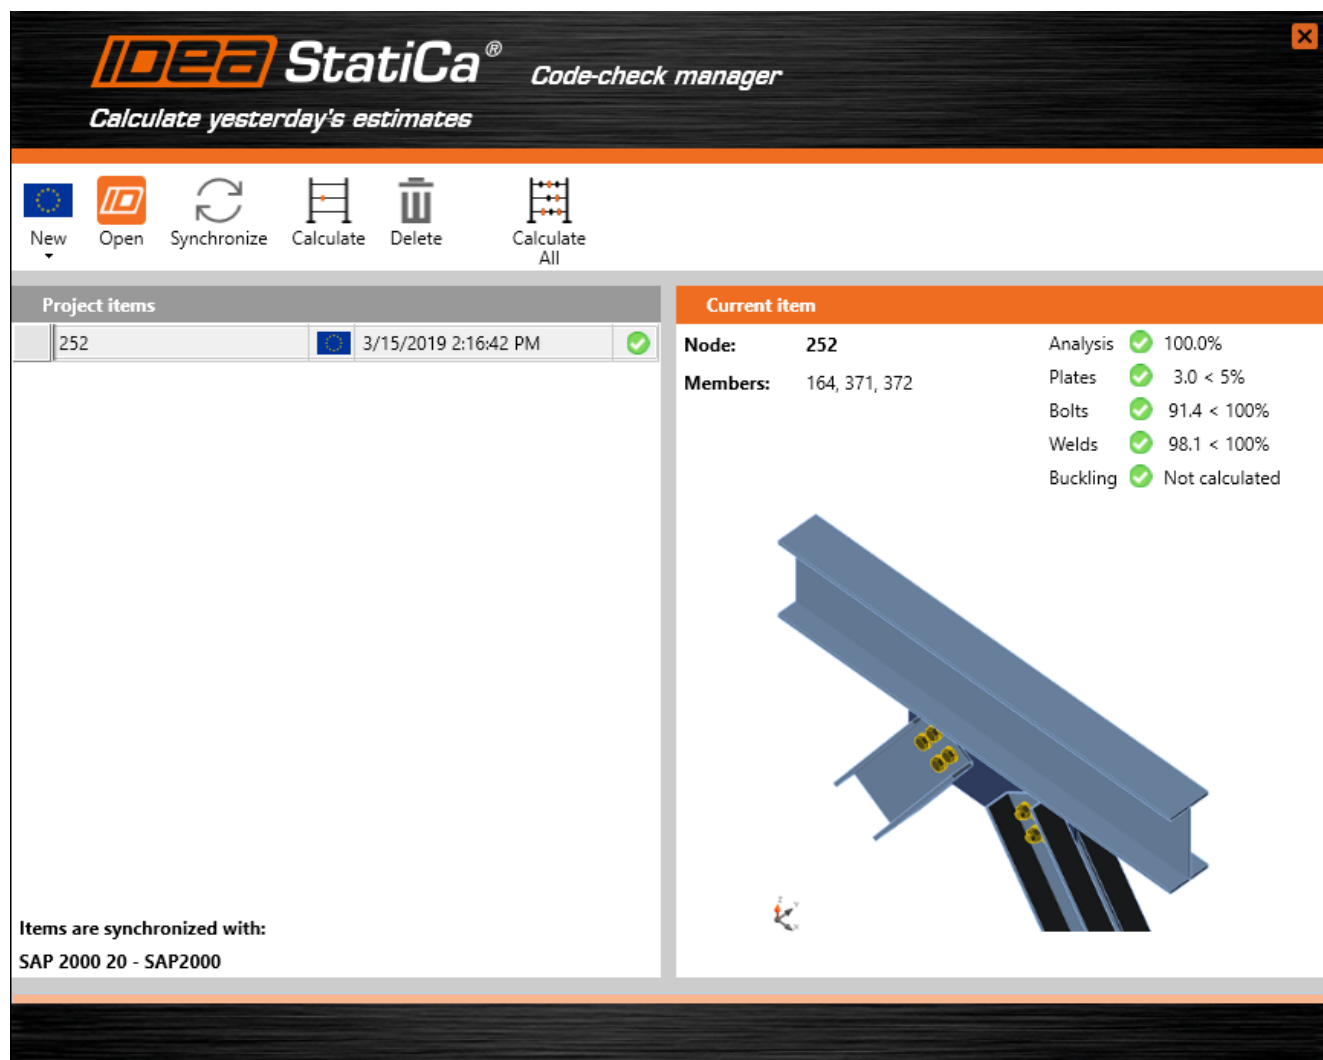 IDEA StatiCa® Code-check manager
Calculate yesterday's estimates
New Open Synchronize Calculate Delete Calculate All
Project items
252 3/15/2019 2:16:42 PM
Items are synchronized with:
SAP 2000 20 - SAP2000
Current item
Node: 252
Members: 164, 371, 372
Analysis 100.0%
Plates 3.0 < 5%
Bolts 91.4 < 100%
Welds 98.1 < 100%
Buckling Not calculated
Z
Y
X